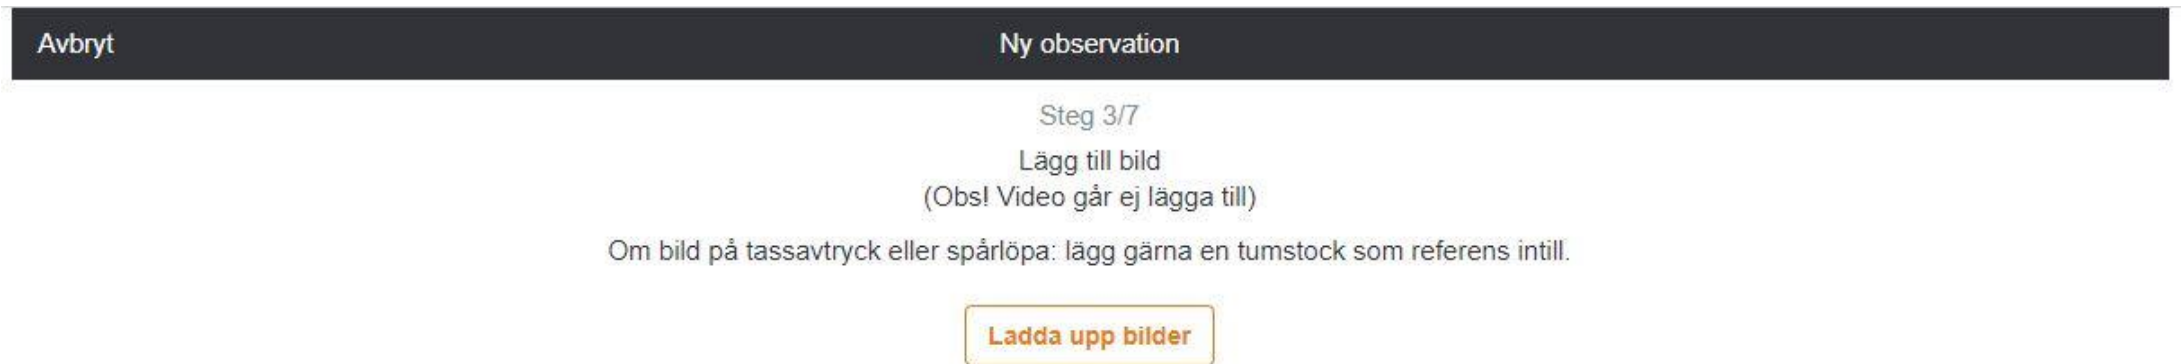 Avbryt
Ny observation
Steg 3/7
Lägg till bild
(Obs! Video går ej lägga till)
Om bild på tassavtryck eller spårlöpa: lägg gärna en tumstock som referens intill.
Ladda upp bilder